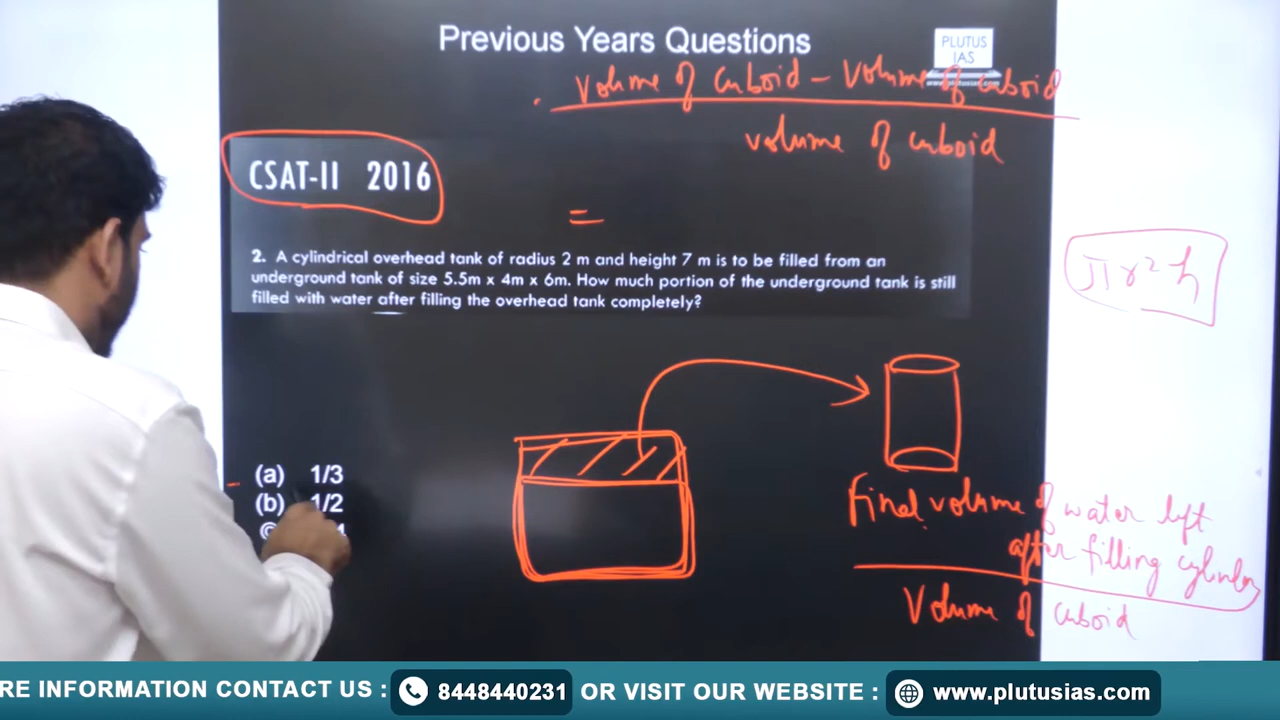 Previous Years Questions
PLUTUS
IAS
www.plutusias.com
Volume of Cuboid - Volume of Cuboid
volume of cuboid
CSAT-II 2016
=
2. A cylindrical overhead tank of radius 2 m and height 7 m is to be filled from an
underground tank of size 5.5m x 4m x 6m. How much portion of the underground tank is still
filled with water after filling the overhead tank completely?
πr²h
(a) 1/3
(b) 1/2
Final volume of water left
after filling cylinder
Volume of cuboid
RE INFORMATION CONTACT US : 8448440231 OR VISIT OUR WEBSITE : www.plutusias.com